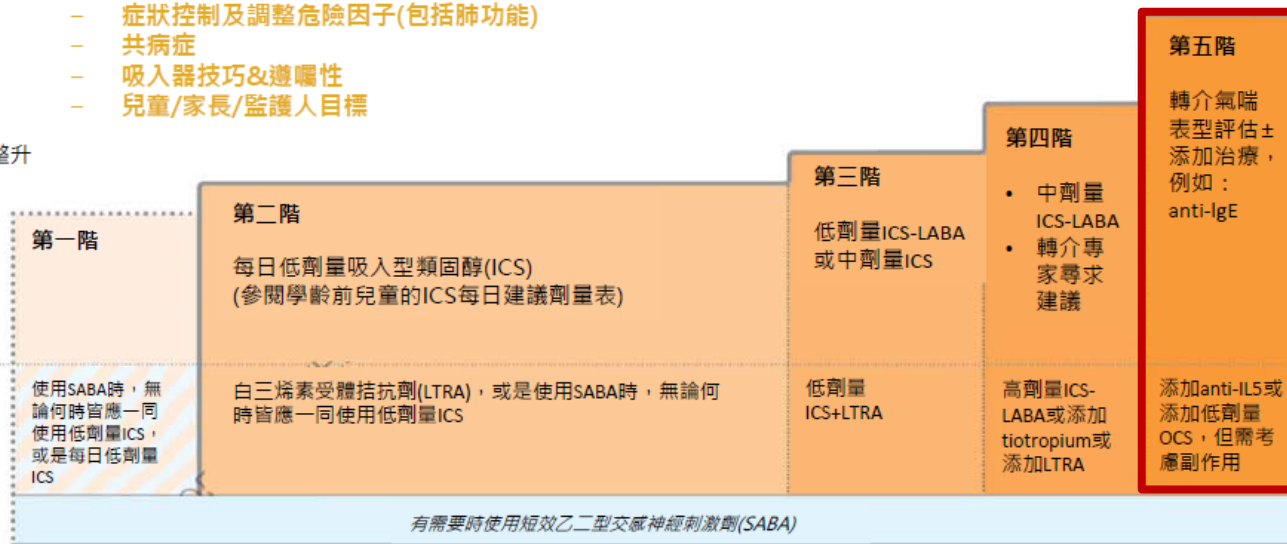 – 症狀控制及調整危險因子(包括肺功能)
– 共病症
– 吸入器技巧&遵囑性
– 兒童/家長/監護人目標
整升
第一階
第二階
每日低劑量吸入型類固醇(ICS)
(參閱學齡前兒童的ICS每日建議劑量表)
第三階
低劑量ICS-LABA
或中劑量ICS
第四階
• 中劑量
ICS-LABA
• 轉介專
家尋求
建議
第五階
轉介氣喘
表型評估±
添加治療，
例如：
anti-IgE
使用SABA時，無
論何時皆應一同
使用低劑量ICS，
或是每日低劑量
ICS
白三烯素受體拮抗劑(LTRA)，或是使用SABA時，無論何
時皆應一同使用低劑量ICS
低劑量
ICS+LTRA
高劑量ICS-
LABA或添加
tiotropium或
添加LTRA
添加anti-IL5或
添加低劑量
OCS，但需考
慮副作用
有需要時使用短效乙二型交感神經刺激劑(SABA)